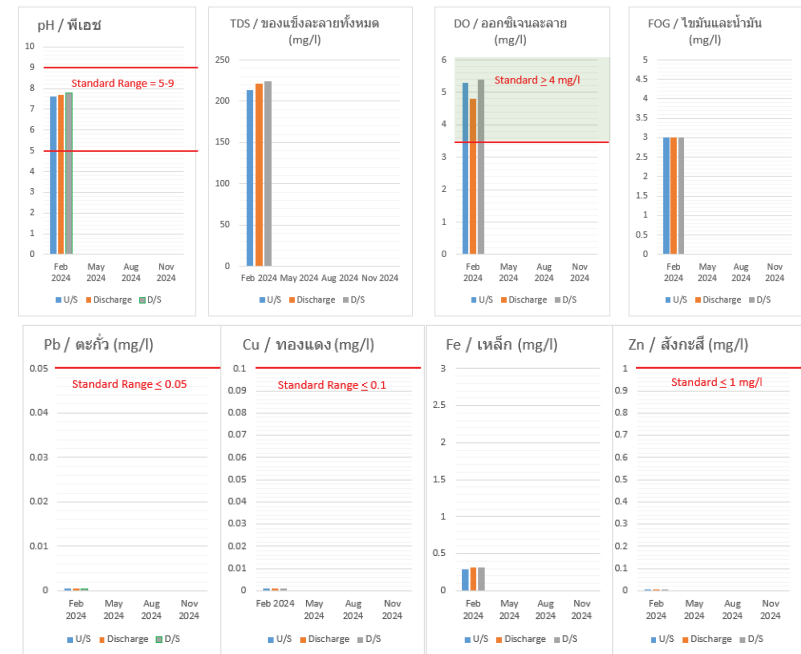 pH / พีเอช
10
9
Standard Range = 5-9
8
7
6
5
4
3
2
1
0
Feb 2024 May 2024 Aug 2024 Nov 2024
U/S Discharge D/S
TDS / ของแข็งละลายทั้งหมด
(mg/l)
250
200
150
100
50
0
Feb 2024 May 2024 Aug 2024 Nov 2024
U/S Discharge D/S
DO / ออกซิเจนละลาย
(mg/l)
6
Standard ≥ 4 mg/l
5
4
3
2
1
0
Feb 2024 May 2024 Aug 2024 Nov 2024
U/S Discharge D/S
FOG / ไขมันและน้ำมัน
(mg/l)
5
4.5
4
3.5
3
2.5
2
1.5
1
0.5
0
Feb 2024 May 2024 Aug 2024 Nov 2024
U/S Discharge D/S
Pb / ตะกั่ว (mg/l)
0.05
Standard Range ≤ 0.05
0.04
0.03
0.02
0.01
0
Feb 2024 May 2024 Aug 2024 Nov 2024
U/S Discharge D/S
Cu / ทองแดง (mg/l)
0.1
Standard Range ≤ 0.1
0.09
0.08
0.07
0.06
0.05
0.04
0.03
0.02
0.01
0
Feb 2024 May 2024 Aug 2024 Nov 2024
U/S Discharge D/S
Fe / เหล็ก (mg/l)
3
2.5
2
1.5
1
0.5
0
Feb 2024 May 2024 Aug 2024 Nov 2024
U/S Discharge D/S
Zn / สังกะสี (mg/l)
1
Standard ≤ 1 mg/l
0.9
0.8
0.7
0.6
0.5
0.4
0.3
0.2
0.1
0
Feb 2024 May 2024 Aug 2024 Nov 2024
U/S Discharge D/S